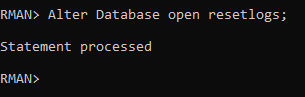 RMAN> Alter Database open resetlogs;
Statement processed
RMAN>